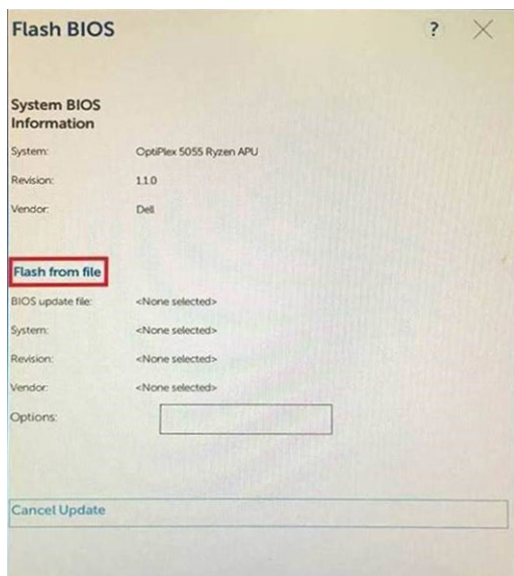 Flash BIOS
?
System BIOS
Information
System: OptiPlex 5055 Ryzen APU
Revision: 1.1.0
Vendor: Dell
Flash from file
BIOS update file: <None selected>
System: <None selected>
Revision: <None selected>
Vendor: <None selected>
Options:
Cancel Update